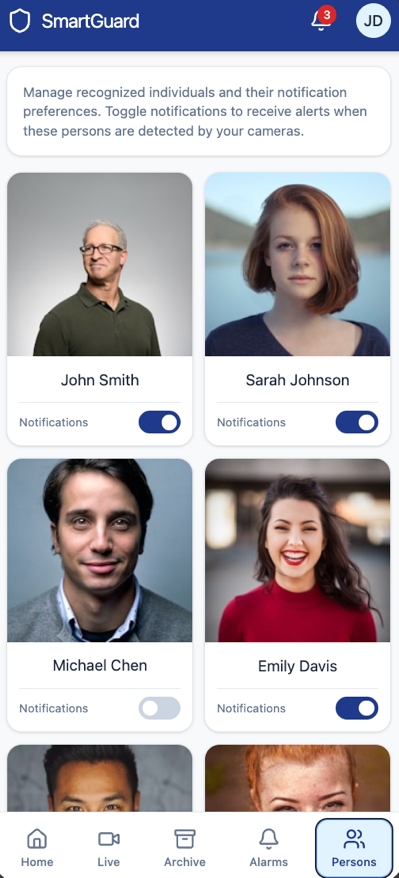 SmartGuard
3
JD
Manage recognized individuals and their notification
preferences. Toggle notifications to receive alerts when
these persons are detected by your cameras.
John Smith
Notifications
Sarah Johnson
Notifications
Michael Chen
Notifications
Emily Davis
Notifications
Home
Live
Archive
Alarms
Persons